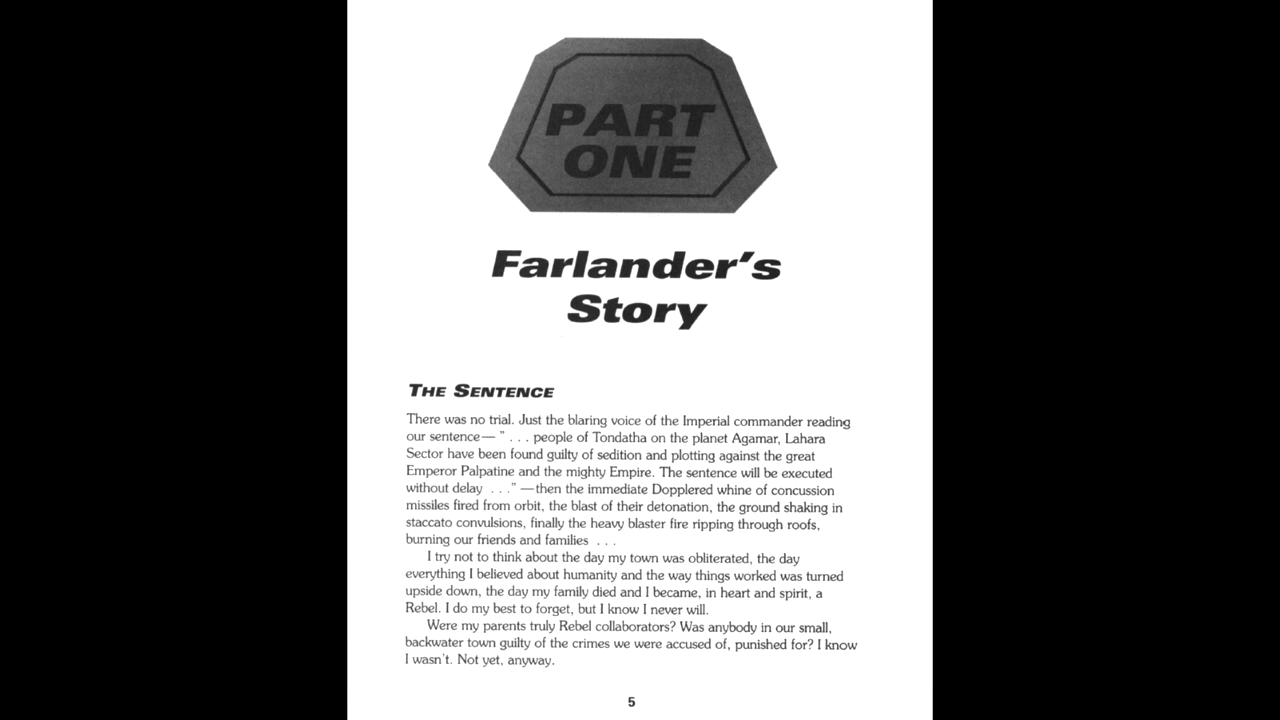 PART
ONE
Farlander's
Story
THE SENTENCE
There was no trial. Just the blaring voice of the Imperial commander reading
our sentence— " . . . people of Tondatha on the planet Agamar, Lahara
Sector have been found guilty of sedition and plotting against the great
Emperor Palpatine and the mighty Empire. The sentence will be executed
without delay . . ." —then the immediate Dopplered whine of concussion
missiles fired from orbit, the blast of their detonation, the ground shaking in
staccato convulsions, finally the heavy blaster fire ripping through roofs,
burning our friends and families . . .
I try not to think about the day my town was obliterated, the day
everything I believed about humanity and the way things worked was turned
upside down, the day my family died and I became, in heart and spirit, a
Rebel. I do my best to forget, but I know I never will.
Were my parents truly Rebel collaborators? Was anybody in our small,
backwater town guilty of the crimes we were accused of, punished for? I know
I wasn't. Not yet, anyway.
5